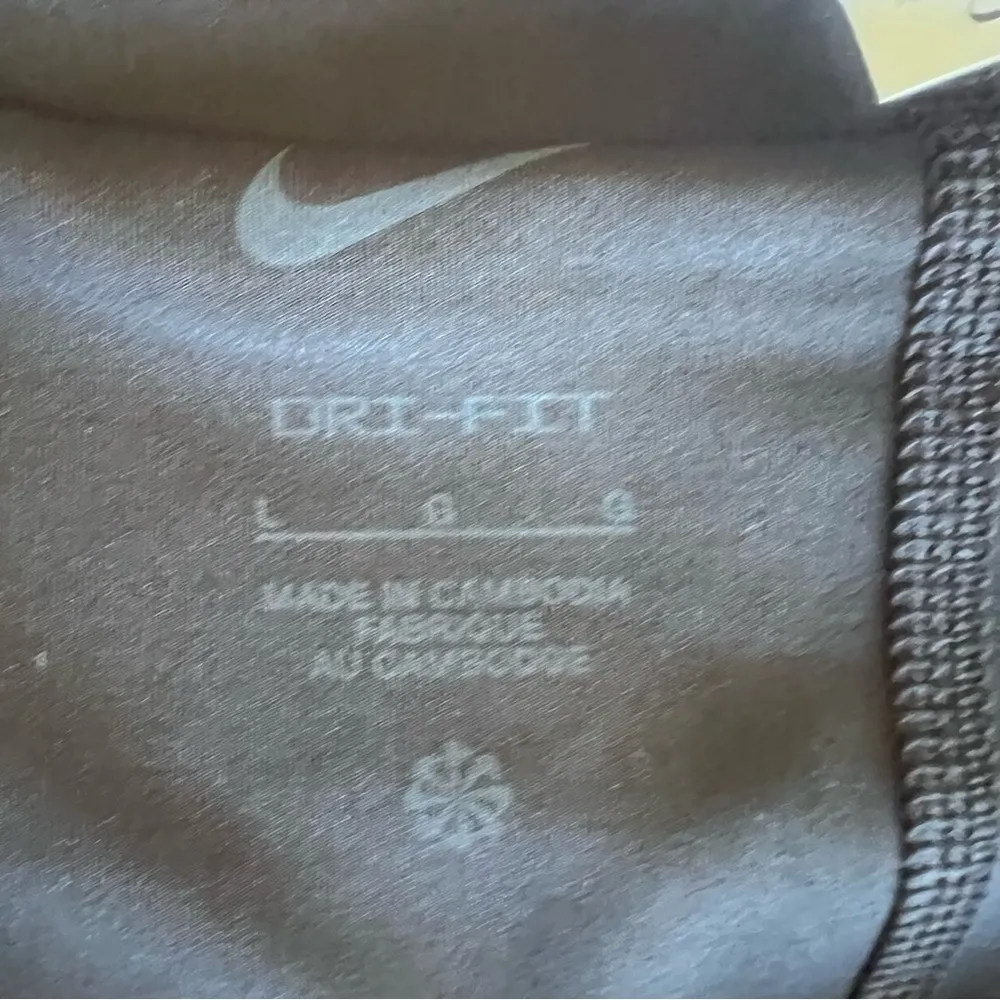 DRI-FIT
L G G
MADE IN CAMBODIA
FABRIQUE
AU CAMBODGE